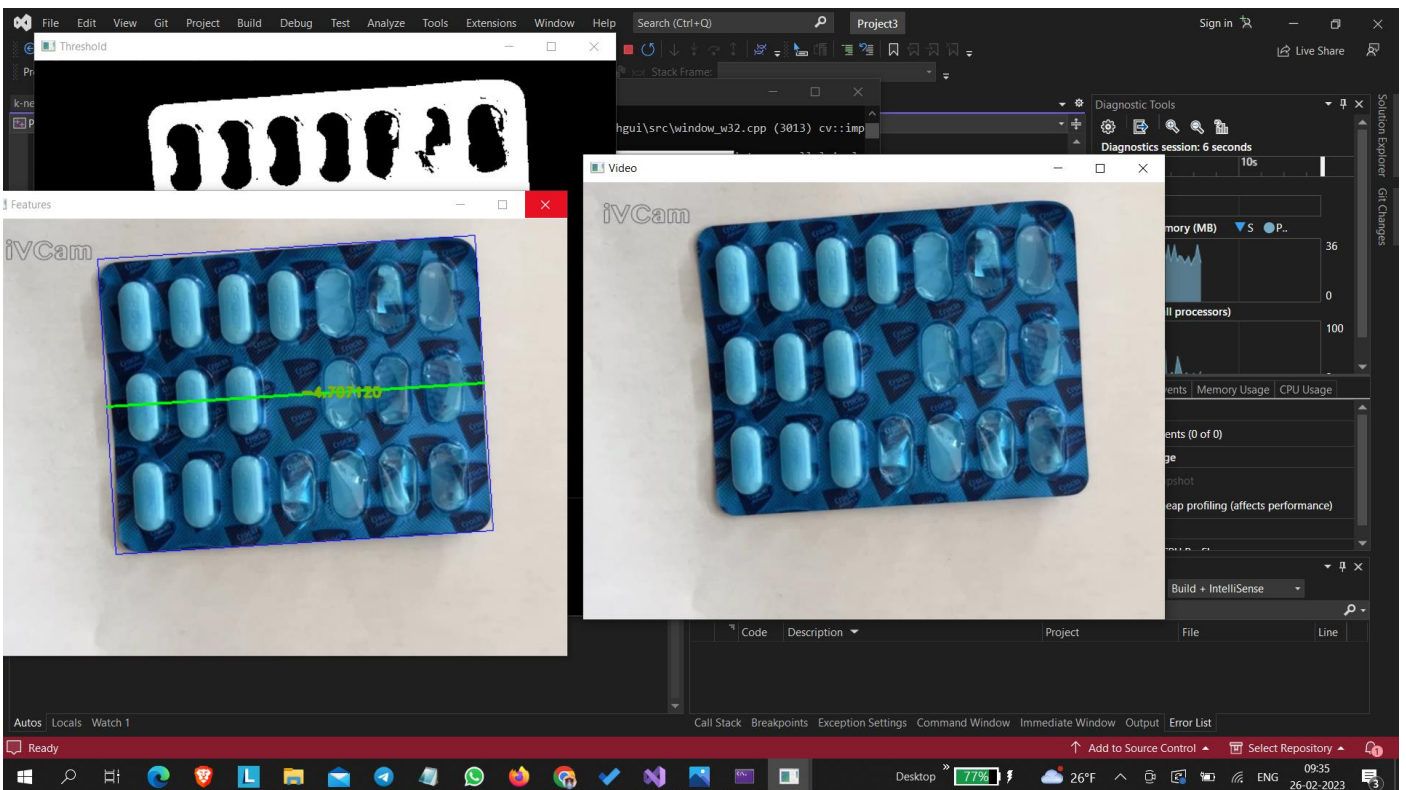 File Edit View Git Project Build Debug Test Analyze Tools Extensions Window Help Search (Ctrl+Q) Project3 Sign in
Threshold
Live Share
Pr
Stack Frame:
k-ne
Diagnostic Tools
P
hgui\src\window_w32.cpp (3013) cv::imp
Diagnostics session: 6 seconds
10s
Video
Features
iVCam
iVCam
mory (MB) S P..
36
0
ll processors)
100
-4.797120
ents Memory Usage CPU Usage
ents (0 of 0)
ge
pshot
eap profiling (affects performance)
Build + IntelliSense
Code Description Project File Line
Solution Explorer Git Changes
Autos Locals Watch 1
Call Stack Breakpoints Exception Settings Command Window Immediate Window Output Error List
Ready
Add to Source Control Select Repository
1
Desktop 77% 26°F ENG
09:35
26-02-2023
3